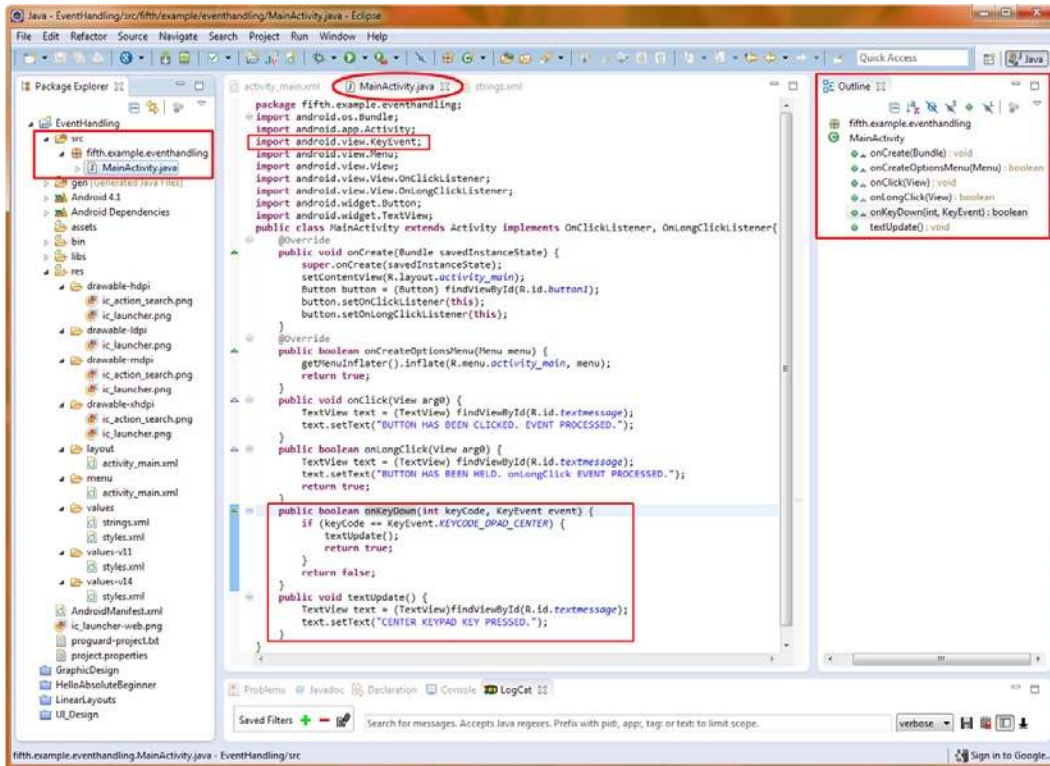 Java - EventHandling/src/fifth/example/eventhandling/MainActivity.java - Eclipse
File Edit Refactor Source Navigate Search Project Run Window Help
Quick Access
Java
Package Explorer
EventHandling
src
fifth.example.eventhandling
MainActivity.java
gen [Generated Java Files]
Android 4.1
Android Dependencies
assets
bin
libs
res
drawable-hdpi
ic_action_search.png
ic_launcher.png
drawable-ldpi
ic_launcher.png
drawable-mdpi
ic_action_search.png
ic_launcher.png
drawable-xhdpi
ic_action_search.png
ic_launcher.png
layout
activity_main.xml
menu
activity_main.xml
values
strings.xml
styles.xml
values-v11
styles.xml
values-v14
styles.xml
AndroidManifest.xml
ic_launcher-web.png
proguard-project.txt
project.properties
GraphicDesign
HelloAbsoluteBeginner
LinearLayouts
UI_Design
activity_main.xml MainActivity.java strings.xml
package fifth.example.eventhandling;
import android.os.Bundle;
import android.app.Activity;
import android.view.KeyEvent;
import android.view.Menu;
import android.view.View;
import android.view.View.OnClickListener;
import android.view.View.OnLongClickListener;
import android.widget.Button;
import android.widget.TextView;
public class MainActivity extends Activity implements OnClickListener, OnLongClickListener{
@Override
public void onCreate(Bundle savedInstanceState) {
super.onCreate(savedInstanceState);
setContentView(R.layout.activity_main);
Button button = (Button) findViewById(R.id.button1);
button.setOnClickListener(this);
button.setOnLongClickListener(this);
}
@Override
public boolean onCreateOptionsMenu(Menu menu) {
getMenuInflater().inflate(R.menu.activity_main, menu);
return true;
}
public void onClick(View arg0) {
TextView text = (TextView) findViewById(R.id.textmessage);
text.setText("BUTTON HAS BEEN CLICKED. EVENT PROCESSED.");
}
public boolean onLongClick(View arg0) {
TextView text = (TextView) findViewById(R.id.textmessage);
text.setText("BUTTON HAS BEEN HELD. onLongClick EVENT PROCESSED.");
return true;
}
public boolean onKeyDown(int keyCode, KeyEvent event) {
if (keyCode == KeyEvent.KEYCODE_DPAD_CENTER) {
textUpdate();
return true;
}
return false;
}
public void textUpdate() {
TextView text = (TextView)findViewById(R.id.textmessage);
text.setText("CENTER KEYPAD KEY PRESSED.");
}
}
Outline
fifth.example.eventhandling
MainActivity
onCreate(Bundle) : void
onCreateOptionsMenu(Menu) : boolean
onClick(View) : void
onLongClick(View) : boolean
onKeyDown(int, KeyEvent) : boolean
textUpdate() : void
Problems Javadoc Declaration Console LogCat
Saved Filters Search for messages. Accepts Java regexes. Prefix with pid:, app:, tag: or text: to limit scope. verbose
fifth.example.eventhandling.MainActivity.java - EventHandling/src
Sign in to Google...